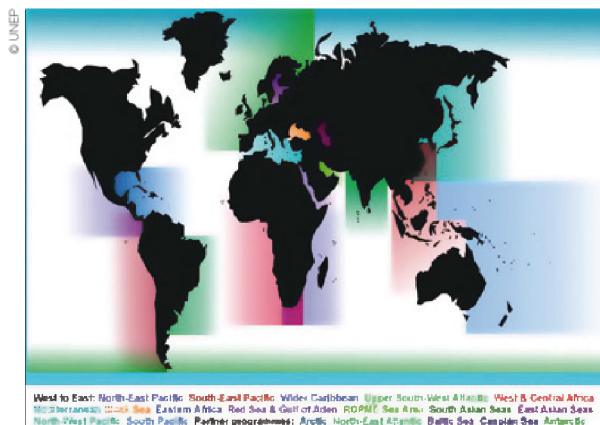 © UNEP
West to East: North-East Pacific South-East Pacific Wider Caribbean Upper South-West Atlantic West & Central Africa
Mediterranean Black Sea Eastern Africa Red Sea & Gulf of Aden ROPME Sea Area South Asian Seas East Asian Seas
North-West Pacific South Pacific Partner programmes: Arctic North-East Atlantic Baltic Sea Caspian Sea Antarctic